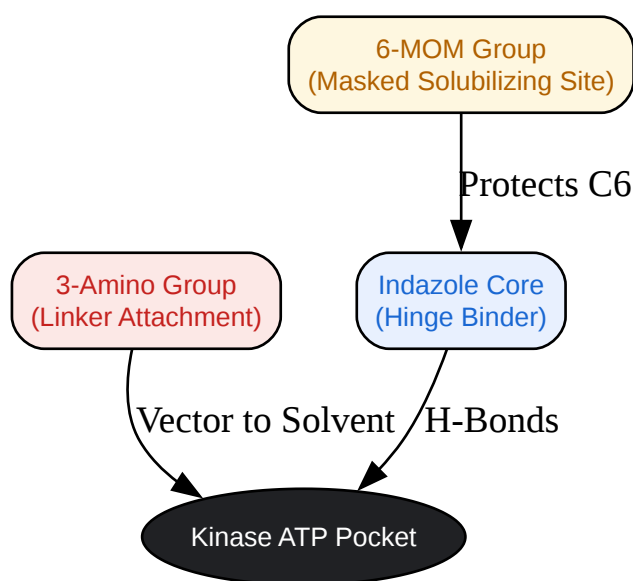 6-MOM Group
(Masked Solubilizing Site)
Protects C6
3-Amino Group
(Linker Attachment)
Indazole Core
(Hinge Binder)
Vector to Solvent
H-Bonds
Kinase ATP Pocket